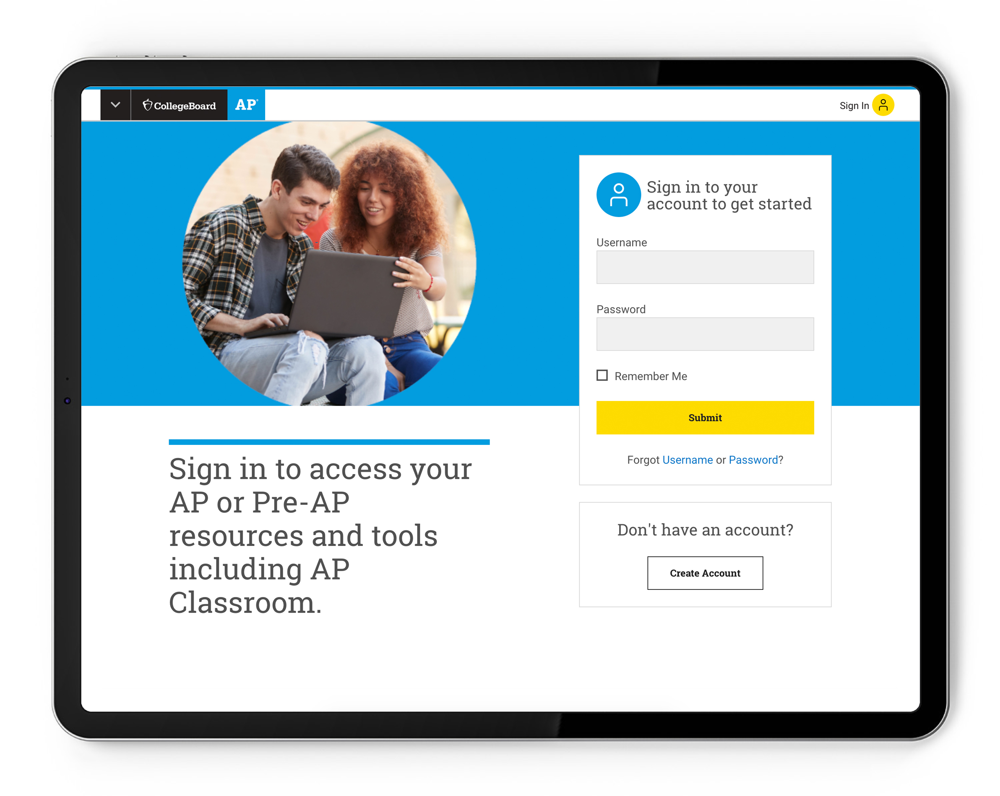 CollegeBoard
AP®
Sign In
Sign in to your
account to get started
Username
Password
Remember Me
Submit
Forgot Username or Password?
Sign in to access your
AP or Pre-AP
resources and tools
including AP
Classroom.
Don't have an account?
Create Account